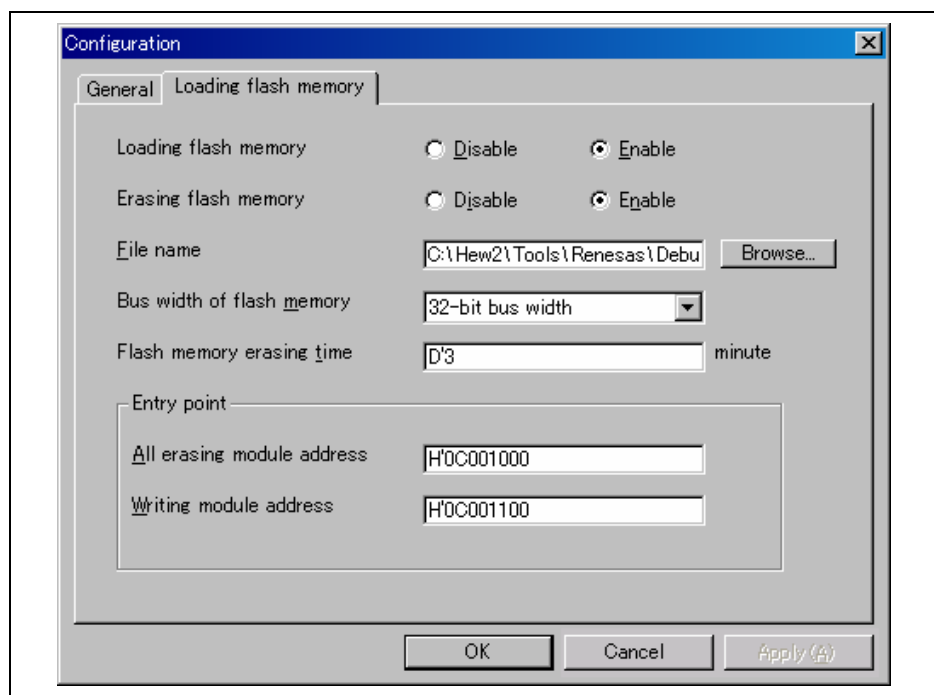 Configuration
General Loading flash memory
Loading flash memory Disable Enable
Erasing flash memory Disable Enable
File name C:\Hew2\Tools\Renesas\Debu Browse...
Bus width of flash memory 32-bit bus width
Flash memory erasing time D'3 minute
Entry point
All erasing module address H'0C001000
Writing module address H'0C001100
OK Cancel Apply (A)